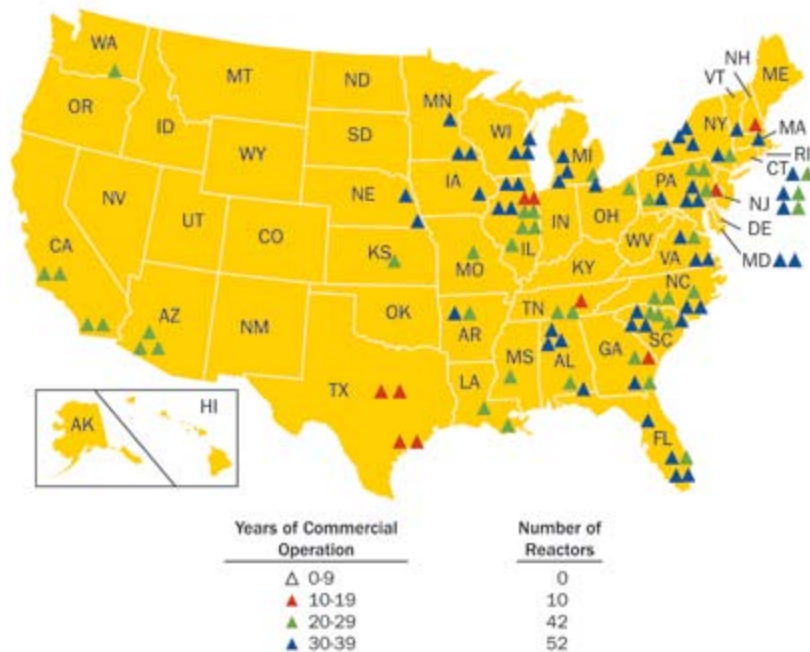 WA
MT
ND
MN
OR
ID
SD
WI
WY
MI
NY
VT
NH
ME
MA
RI
CT
NV
NE
IA
PA
NJ
UT
IL
IN
OH
DE
CA
CO
WV
MD
KS
MO
KY
VA
AZ
NM
OK
AR
TN
NC
SC
MS
AL
GA
TX
LA
FL
AK
HI
Years of Commercial Operation
Number of Reactors
0-9 0
10-19 10
20-29 42
30-39 52